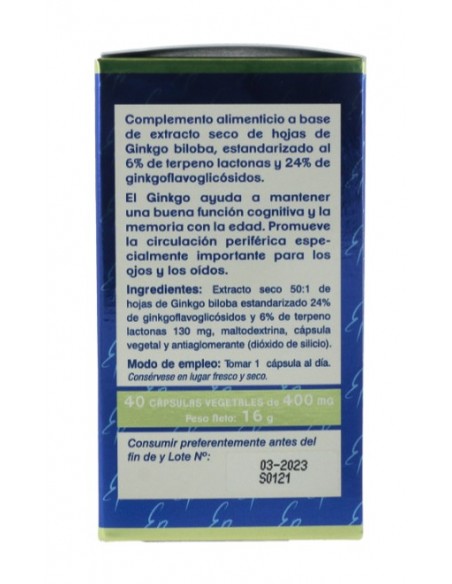 Complemento alimenticio a base
de extracto seco de hojas de
Ginkgo biloba, estandarizado al
6% de terpeno lactonas y 24% de
ginkgoflavoglicósidos.
El Ginkgo ayuda a mantener
una buena función cognitiva y la
memoria con la edad. Promueve
la circulación periférica espe-
cialmente importante para los
ojos y los oídos.
Ingredientes: Extracto seco 50:1 de
hojas de Ginkgo biloba estandarizado 24%
de ginkgoflavoglicósidos y 6% de terpeno
lactonas 130 mg, maltodextrina, cápsula
vegetal y antiaglomerante (dióxido de silicio).
Modo de empleo: Tomar 1 cápsula al día.
Consérvese en lugar fresco y seco.
40 CÁPSULAS VEGETALES de 400 mg
Peso Neto: 16 g
Consumir preferentemente antes del
fin de y Lote Nº:
03-2023
S0121